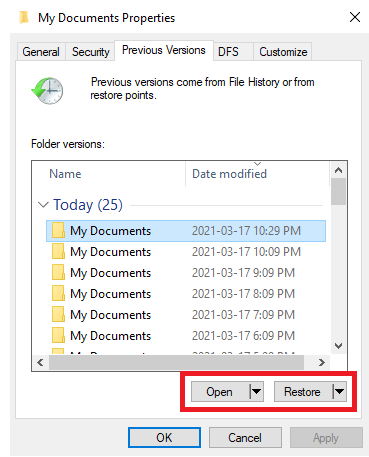 My Documents Properties
General Security Previous Versions DFS Customize
Previous versions come from File History or from
restore points.
Folder versions:
Name Date modified
Today (25)
My Documents 2021-03-17 10:29 PM
My Documents 2021-03-17 10:09 PM
My Documents 2021-03-17 9:09 PM
My Documents 2021-03-17 8:09 PM
My Documents 2021-03-17 7:09 PM
My Documents 2021-03-17 6:09 PM
Open Restore
OK Cancel Apply